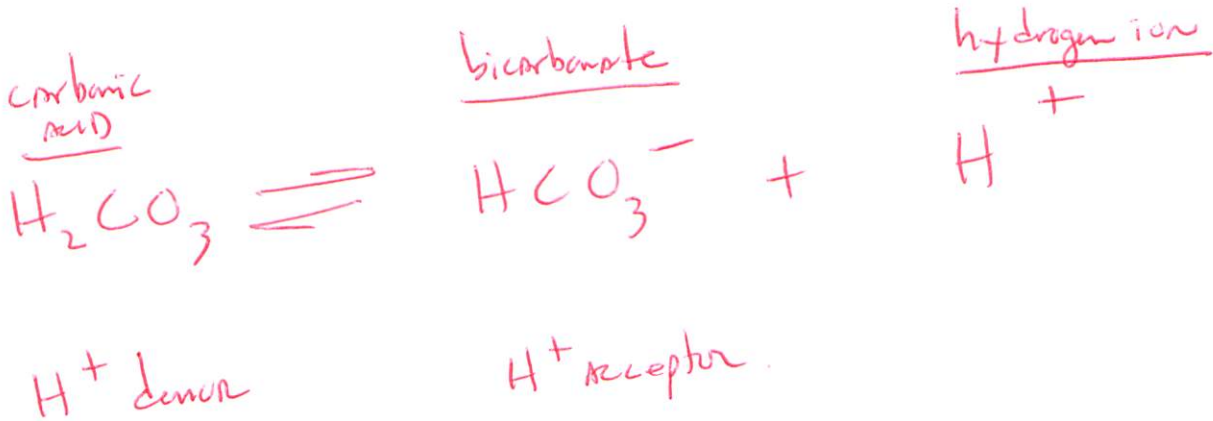 carbonic
acid
bicarbonate
hydrogen ion
H₂CO₃ ⇌ HCO₃⁻ + H⁺
H⁺ donor
H⁺ acceptor.